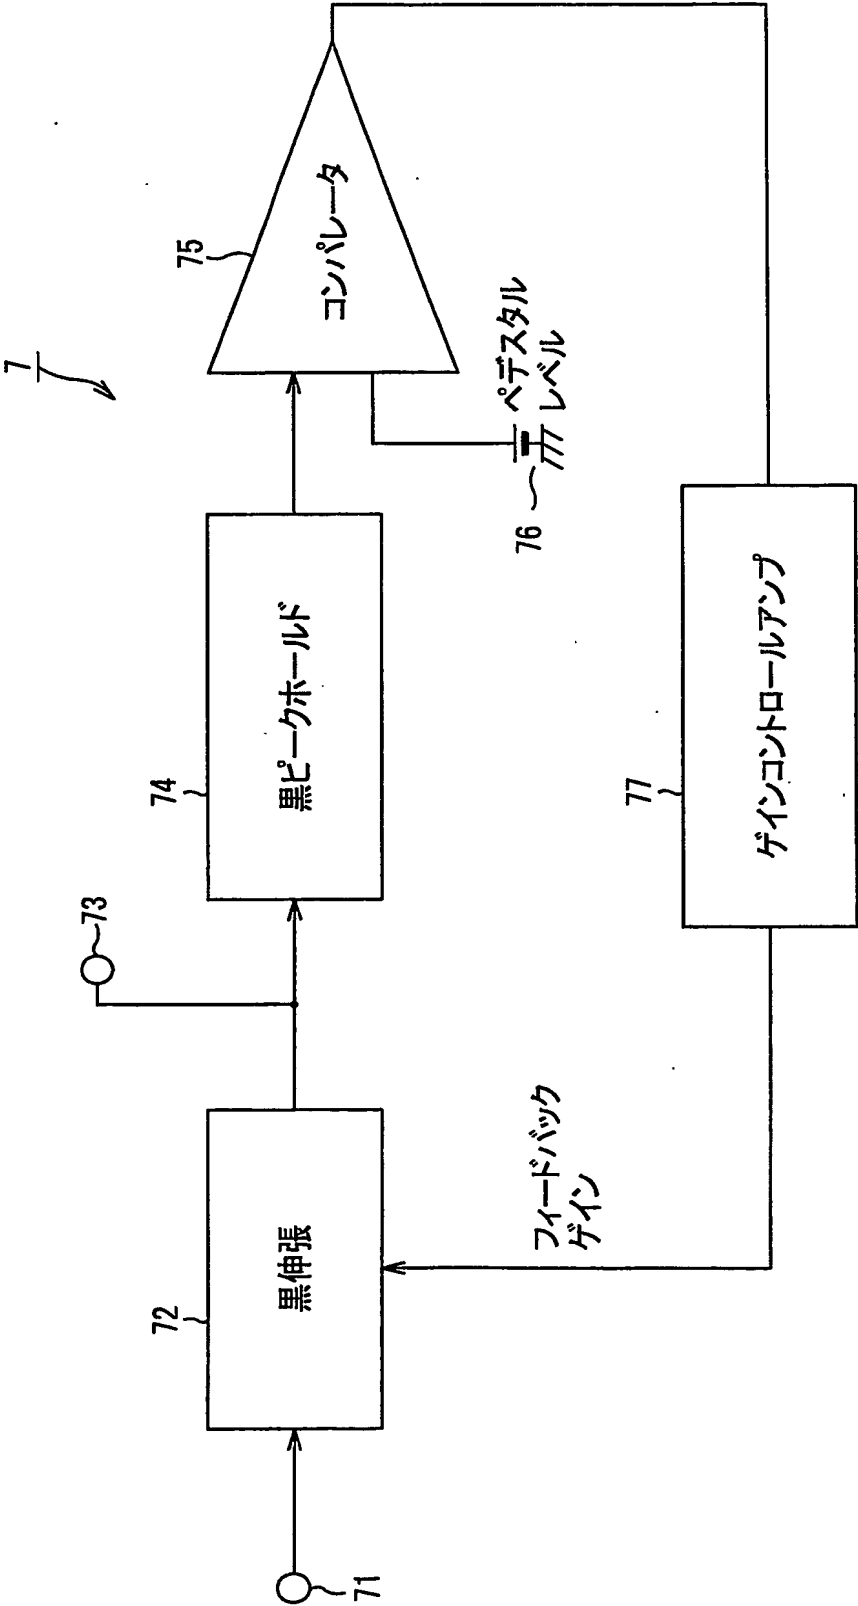 7
71
72
黒伸張
73
74
黒ピークホールド
75
コンパレータ
76
ペデスタル
レベル
77
ゲインコントロールアンプ
フィードバック
ゲイン